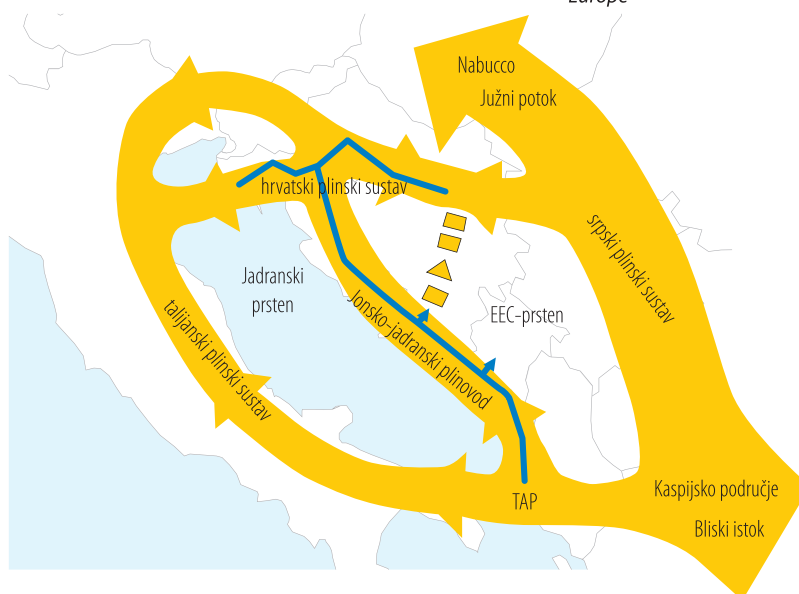 Europe
Nabucco
Južni potok
hrvatski plinski sustav
srpski plinski sustav
Jadranski
prsten
EEC-prsten
Jonsko-jadranski plinovod
talijanski plinski sustav
TAP
Kaspijsko područje
Bliski istok